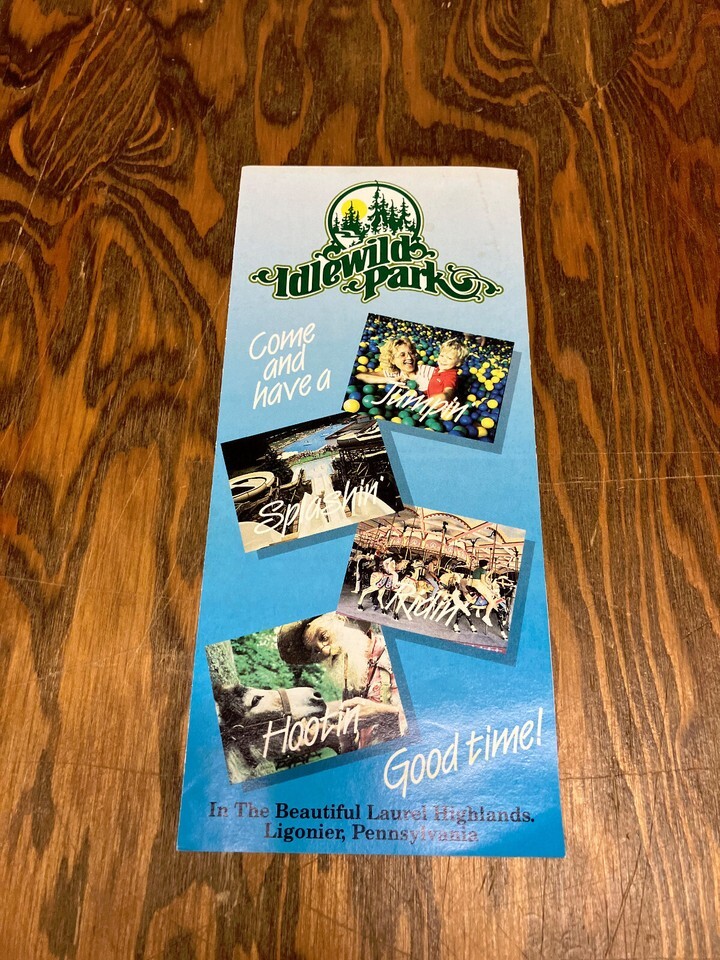 Idlewild
Park
Come
and
have a
Jumpin'
Splashin'
Ridin'
Hootin'
Good time!
In The Beautiful Laurel Highlands.
Ligonier, Pennsylvania